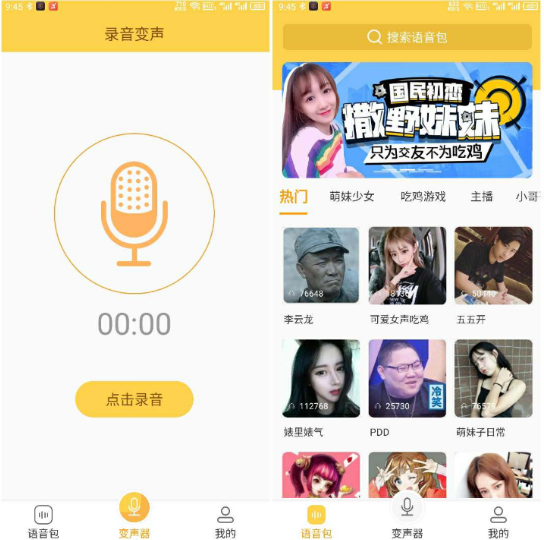 9:45
录音变声
00:00
点击录音
语音包
变声器
我的
9:45
搜索语音包
国民初恋
撒野妹妹
只为交友不为吃鸡
热门
萌妹少女
吃鸡游戏
主播
小哥
76648
李云龙
可爱女声吃鸡
五五开
112768
婊里婊气
25730
冷笑
PDD
萌妹子日常
语音包
变声器
我的